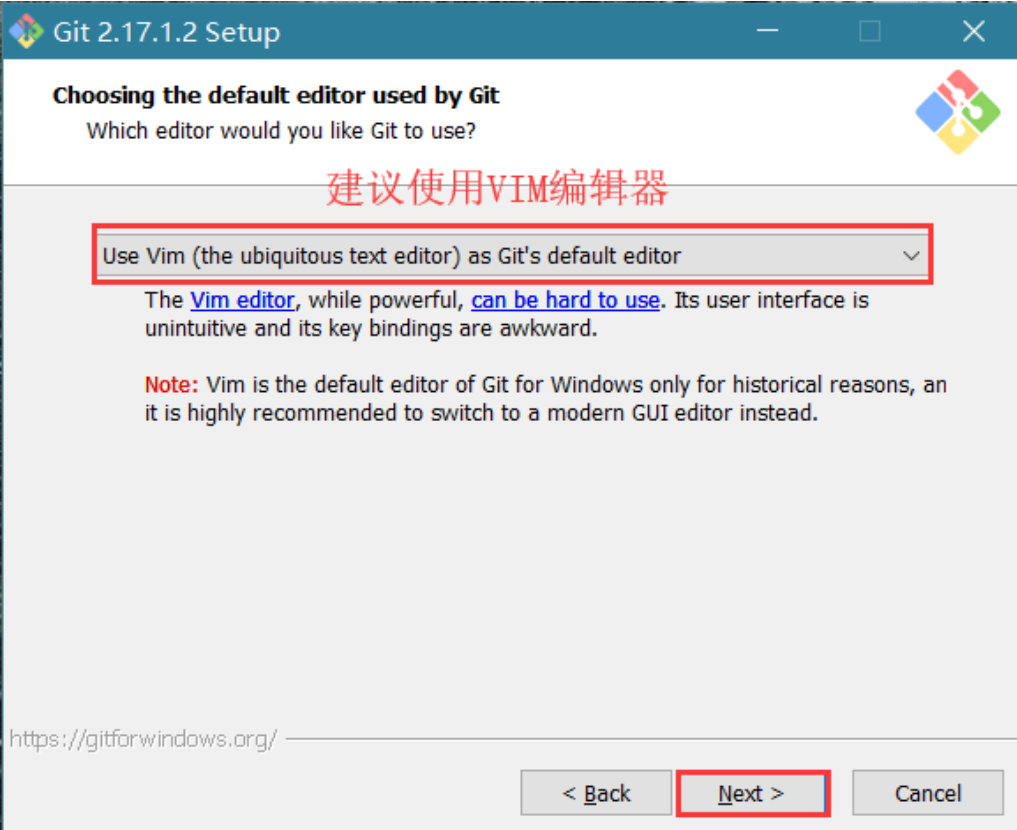 Git 2.17.1.2 Setup
Choosing the default editor used by Git
Which editor would you like Git to use?
建议使用VIM编辑器
Use Vim (the ubiquitous text editor) as Git's default editor
The Vim editor, while powerful, can be hard to use. Its user interface is
unintuitive and its key bindings are awkward.
Note: Vim is the default editor of Git for Windows only for historical reasons, an
it is highly recommended to switch to a modern GUI editor instead.
https://gitforwindows.org/
< Back
Next >
Cancel